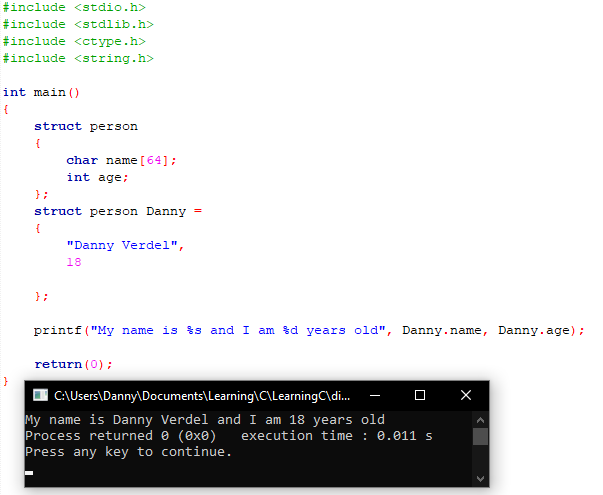 #include <stdio.h>
#include <stdlib.h>
#include <ctype.h>
#include <string.h>
int main()
{
    struct person
    {
        char name[64];
        int age;
    };
    struct person Danny =
    {
        "Danny Verdel",
        18
    };
    printf("My name is %s and I am %d years old", Danny.name, Danny.age);
    return(0);
}
C:\Users\Danny\Documents\Learning\C\LearningC\di...
My name is Danny Verdel and I am 18 years old
Process returned 0 (0x0)   execution time : 0.011 s
Press any key to continue.